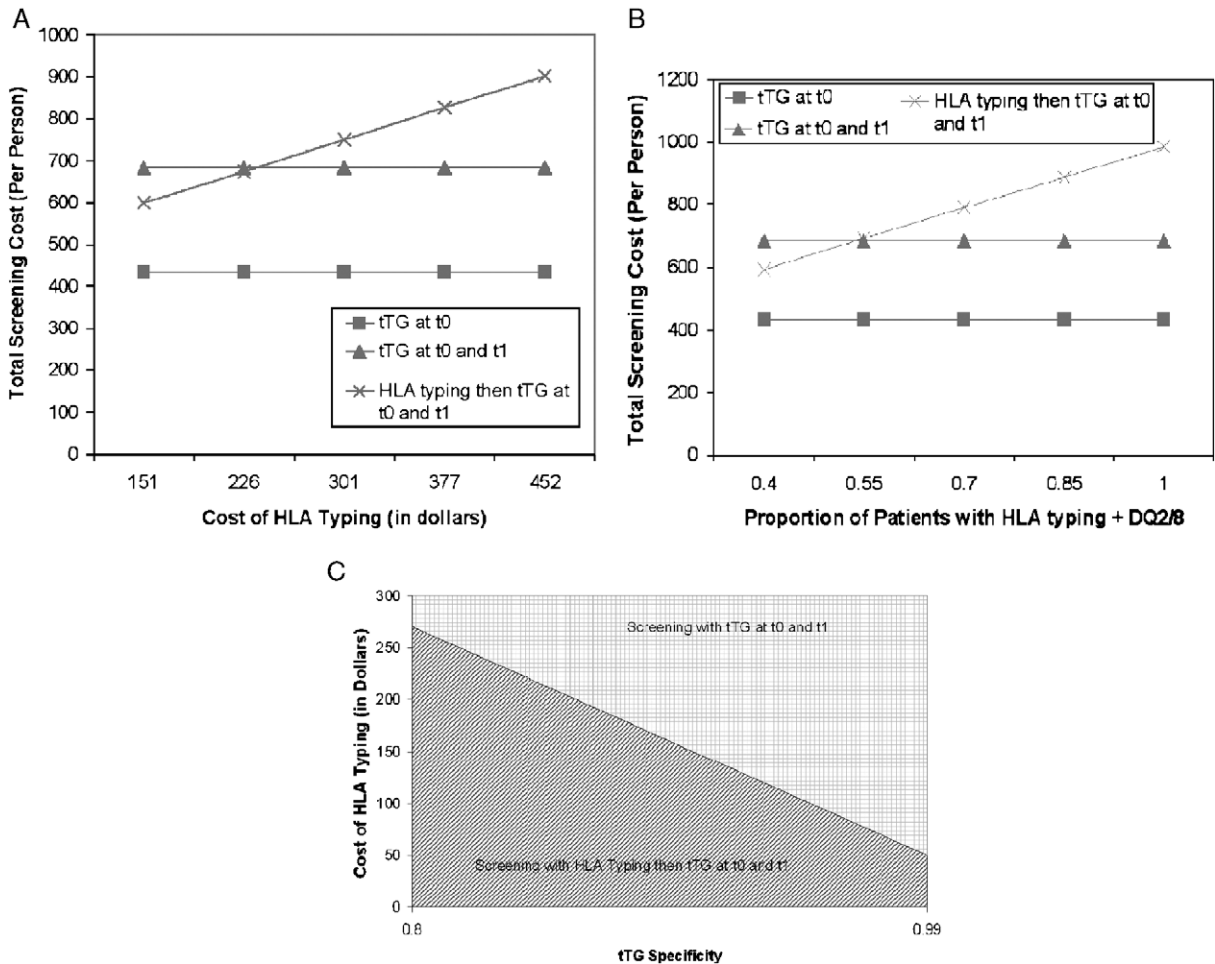 A
Total Screening Cost (Per Person)
1000
900
800
700
600
500
400
300
200
100
0
tTG at t0
tTG at t0 and t1
HLA typing then tTG at
t0 and t1
151 226 301 377 452
Cost of HLA Typing (in dollars)
B
Total Screening Cost (Per Person)
1200
1000
800
600
400
200
0
tTG at t0
tTG at t0 and t1
HLA typing then tTG at t0
and t1
0.4 0.55 0.7 0.85 1
Proportion of Patients with HLA typing + DQ2/8
C
Cost of HLA Typing (in Dollars)
300
250
200
150
100
50
0
Screening with tTG at t0 and t1
Screening with HLA Typing then tTG at t0 and t1
0.8 0.99
tTG Specificity